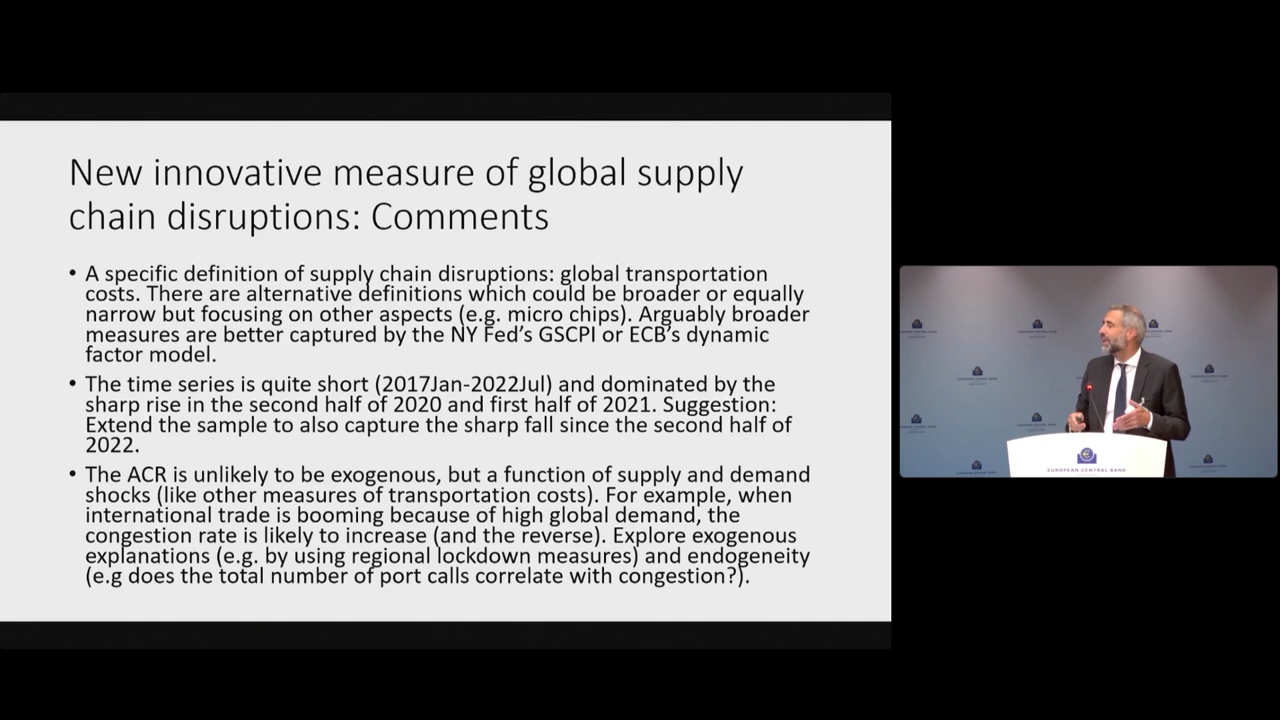 New innovative measure of global supply
chain disruptions: Comments
• A specific definition of supply chain disruptions: global transportation
costs. There are alternative definitions which could be broader or equally
narrow but focusing on other aspects (e.g. micro chips). Arguably broader
measures are better captured by the NY Fed's GSCPI or ECB's dynamic
factor model.
• The time series is quite short (2017Jan-2022Jul) and dominated by the
sharp rise in the second half of 2020 and first half of 2021. Suggestion:
Extend the sample to also capture the sharp fall since the second half of
2022.
• The ACR is unlikely to be exogenous, but a function of supply and demand
shocks (like other measures of transportation costs). For example, when
international trade is booming because of high global demand, the
congestion rate is likely to increase (and the reverse). Explore exogenous
explanations (e.g. by using regional lockdown measures) and endogeneity
(e.g does the total number of port calls correlate with congestion?).
EUROPEAN CENTRAL BANK